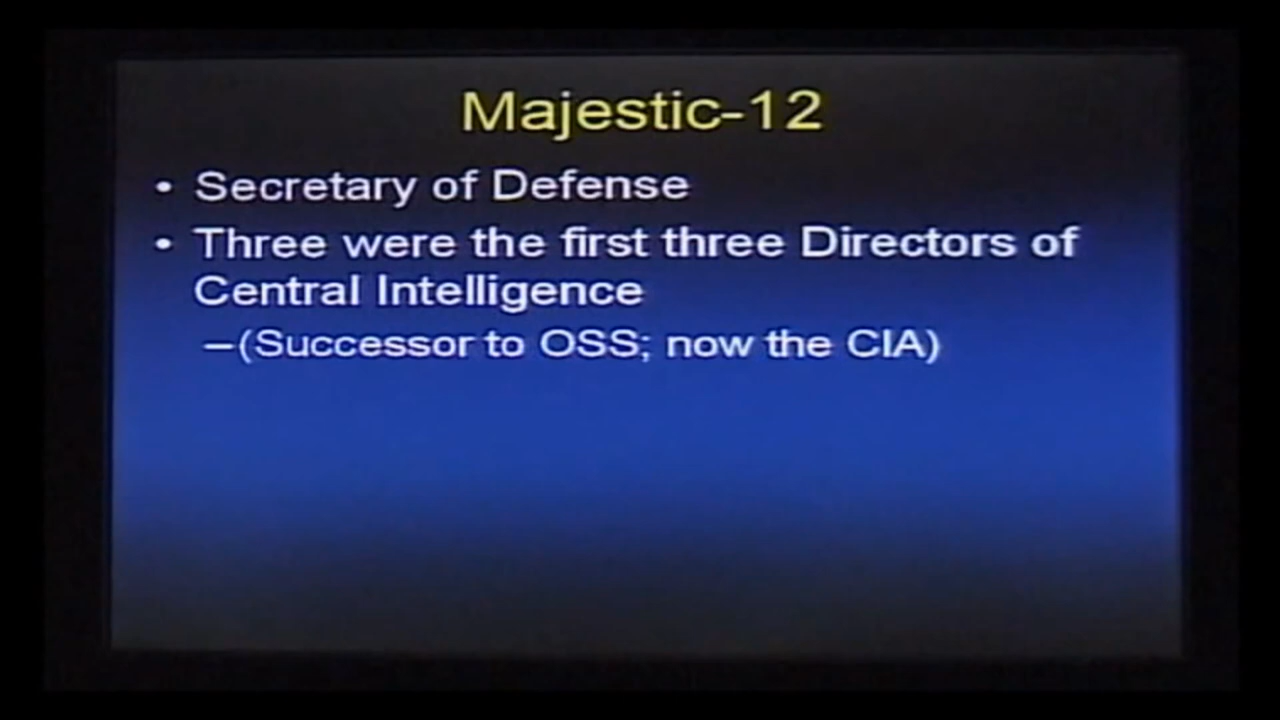 Majestic-12
• Secretary of Defense
• Three were the first three Directors of
Central Intelligence
–(Successor to OSS; now the CIA)